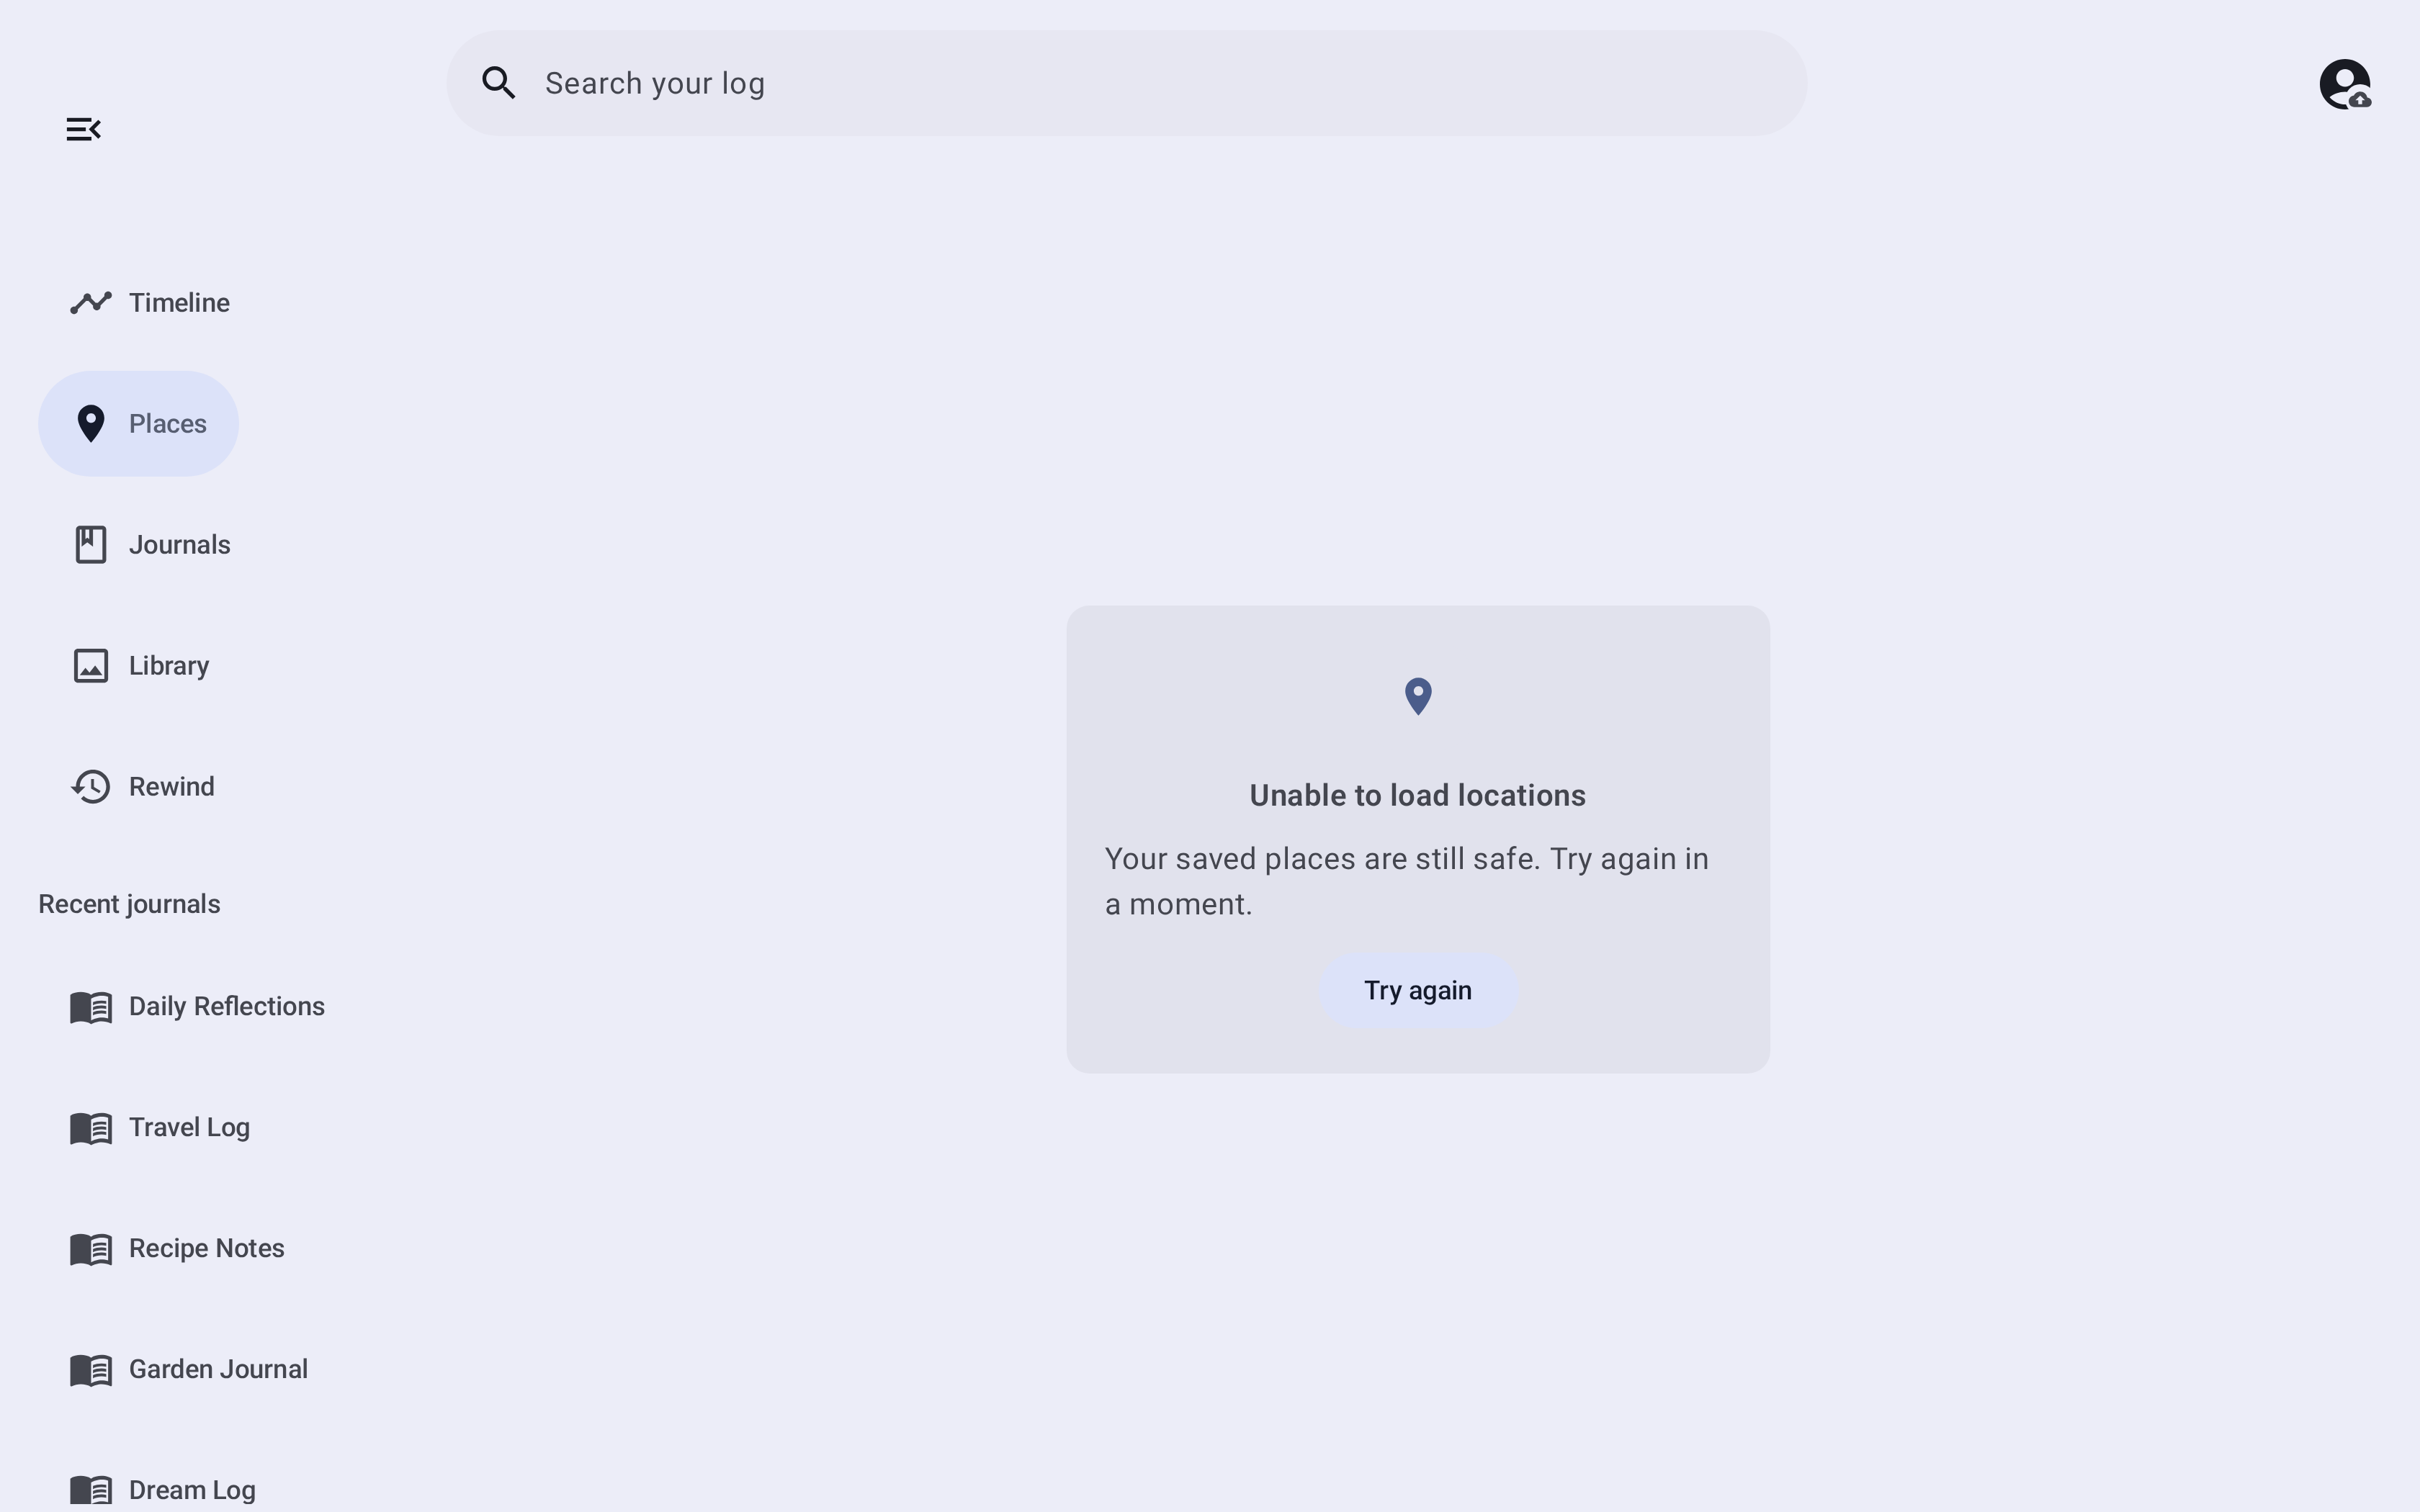 Search your log
Timeline
Places
Journals
Library
Rewind
Recent journals
Daily Reflections
Travel Log
Recipe Notes
Garden Journal
Dream Log
Unable to load locations
Your saved places are still safe. Try again in
a moment.
Try again